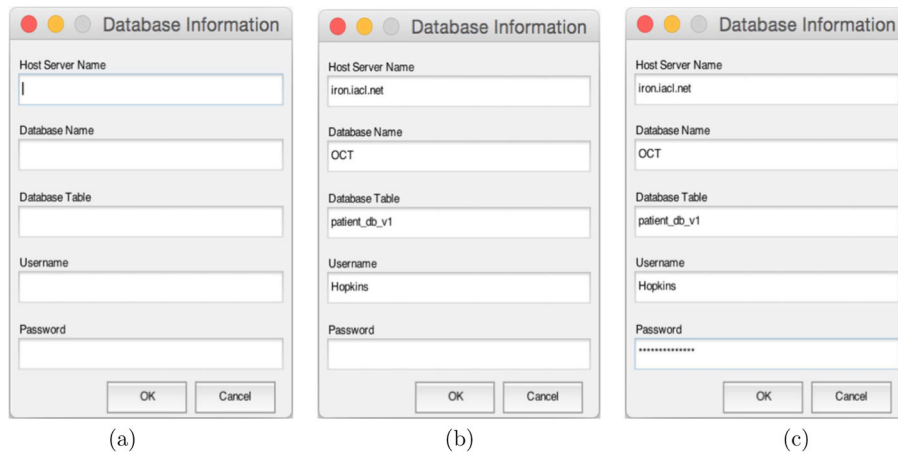 Database Information
Host Server Name
Database Name
Database Table
Username
Password
OK Cancel
(a)
Database Information
Host Server Name
iron.iacl.net
Database Name
OCT
Database Table
patient_db_v1
Username
Hopkins
Password
OK Cancel
(b)
Database Information
Host Server Name
iron.iacl.net
Database Name
OCT
Database Table
patient_db_v1
Username
Hopkins
Password
**************
OK Cancel
(c)